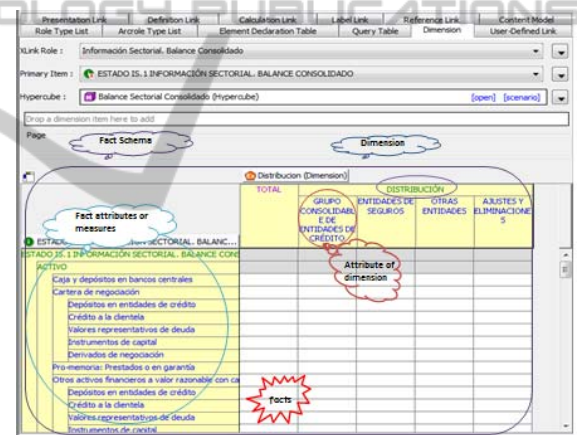 Presentation Link Definition Link Calculation Link Label Link Reference Link Content Model
Role Type List Arcrole Type List Element Declaration Table Query Table Dimension User-Defined Link
XLink Role : Información Sectorial. Balance Consolidado
Primary Item : ESTADO IS. 1 INFORMACIÓN SECTORIAL. BALANCE CONSOLIDADO
Hypercube : Balance Sectorial Consolidado (Hypercube) [open] [scenario]
Drop a dimension item here to add
Page
Fact Schema
Dimension
Distribucion (Dimension)
TOTAL DISTRIBUCIÓN
GRUPO CONSOLIDABL
E DE
ENTIDADES DE
CRÉDITO
ENTIDADES DE
SEGUROS
OTRAS
ENTIDADES
AJUSTES Y
ELIMINACIONE
S
Fact attributes or
measures
ESTADO SECTORIAL. BALANC...
ESTADO IS. 1 INFORMACIÓN SECTORIAL. BALANCE CONS
ACTIVO
Attribute of
dimension
Caja y depósitos en bancos centrales
Cartera de negociación
Depósitos en entidades de crédito
Crédito a la clientela
Valores representativos de deuda
Instrumentos de capital
Derivados de negociación
Pro-memoria: Prestados o en garantía
Otros activos financieros a valor razonable con ca
Depósitos en entidades de crédito
Crédito a la clientela
Valores representativos de deuda
Instrumentos de capital
facts